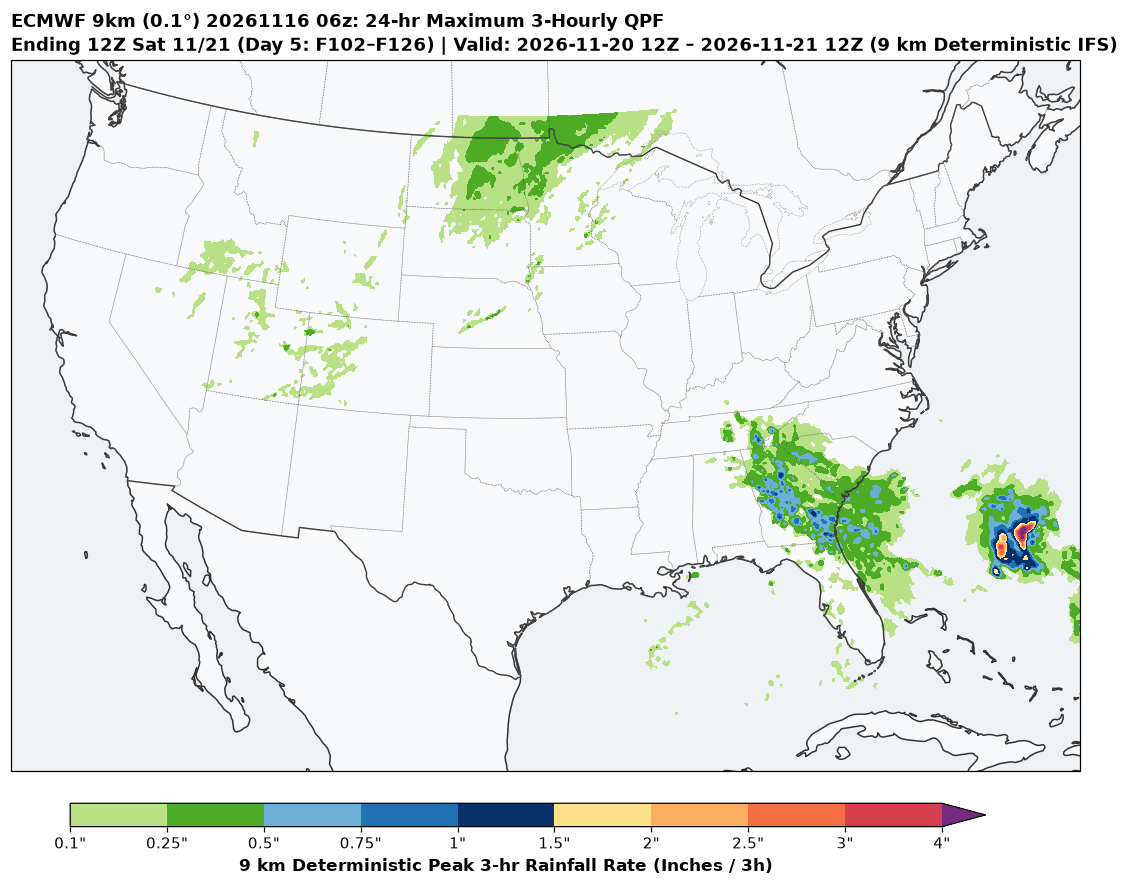 ECMWF 9km (0.1°) 20261116 06z: 24-hr Maximum 3-Hourly QPF
Ending 12Z Sat 11/21 (Day 5: F102–F126) | Valid: 2026-11-20 12Z – 2026-11-21 12Z (9 km Deterministic IFS)
0.1" 0.25" 0.5" 0.75" 1" 1.5" 2" 2.5" 3" 4"
9 km Deterministic Peak 3-hr Rainfall Rate (Inches / 3h)